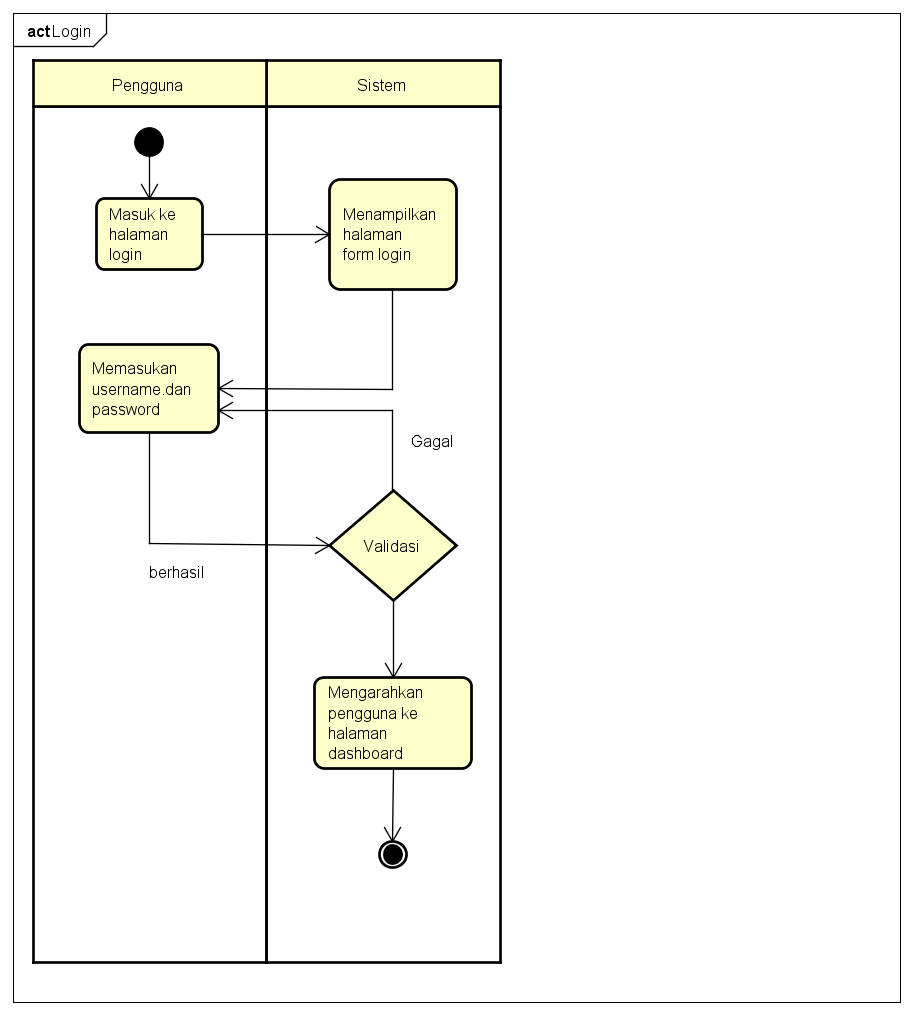 actLogin
Pengguna
Sistem
Masuk ke
halaman
login
Menampilkan
halaman
form login
Memasukan
username.dan
password
Gagal
Validasi
berhasil
Mengarahkan
pengguna ke
halaman
dashboard